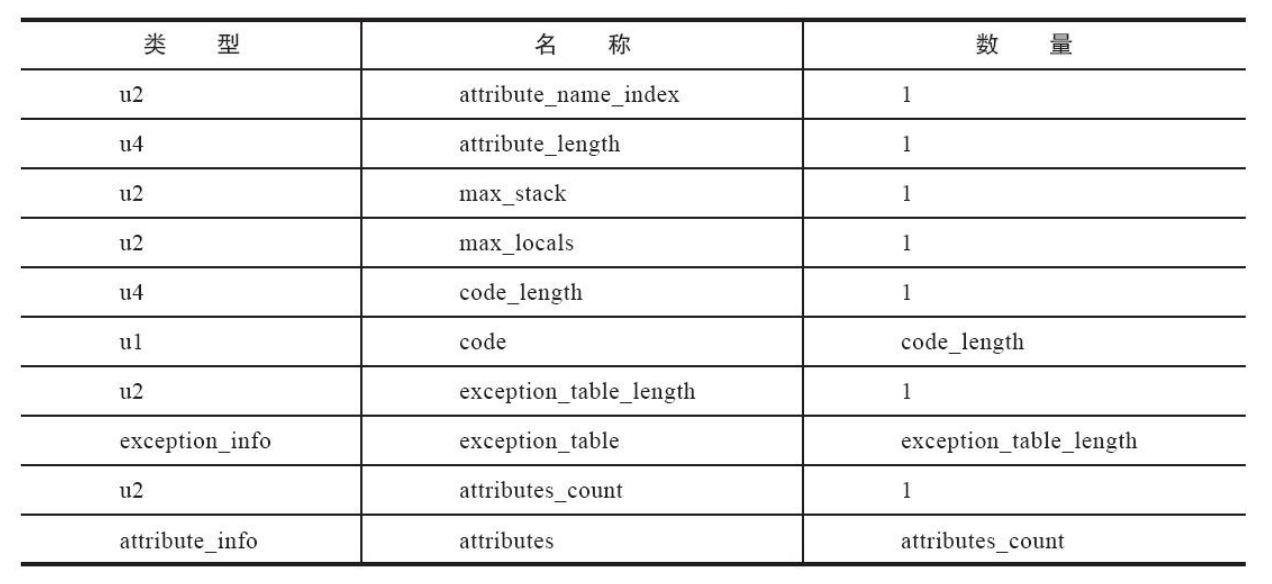 类 型 名 称 数 量
u2 attribute_name_index 1
u4 attribute_length 1
u2 max_stack 1
u2 max_locals 1
u4 code_length 1
u1 code code_length
u2 exception_table_length 1
exception_info exception_table exception_table_length
u2 attributes_count 1
attribute_info attributes attributes_count